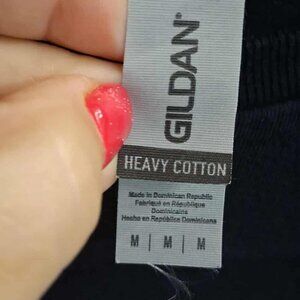 GILDAN®
HEAVY COTTON
Made in Dominican Republic
Fabriqué en République
Dominicaine
Hecho en República Dominicana
M | M | M